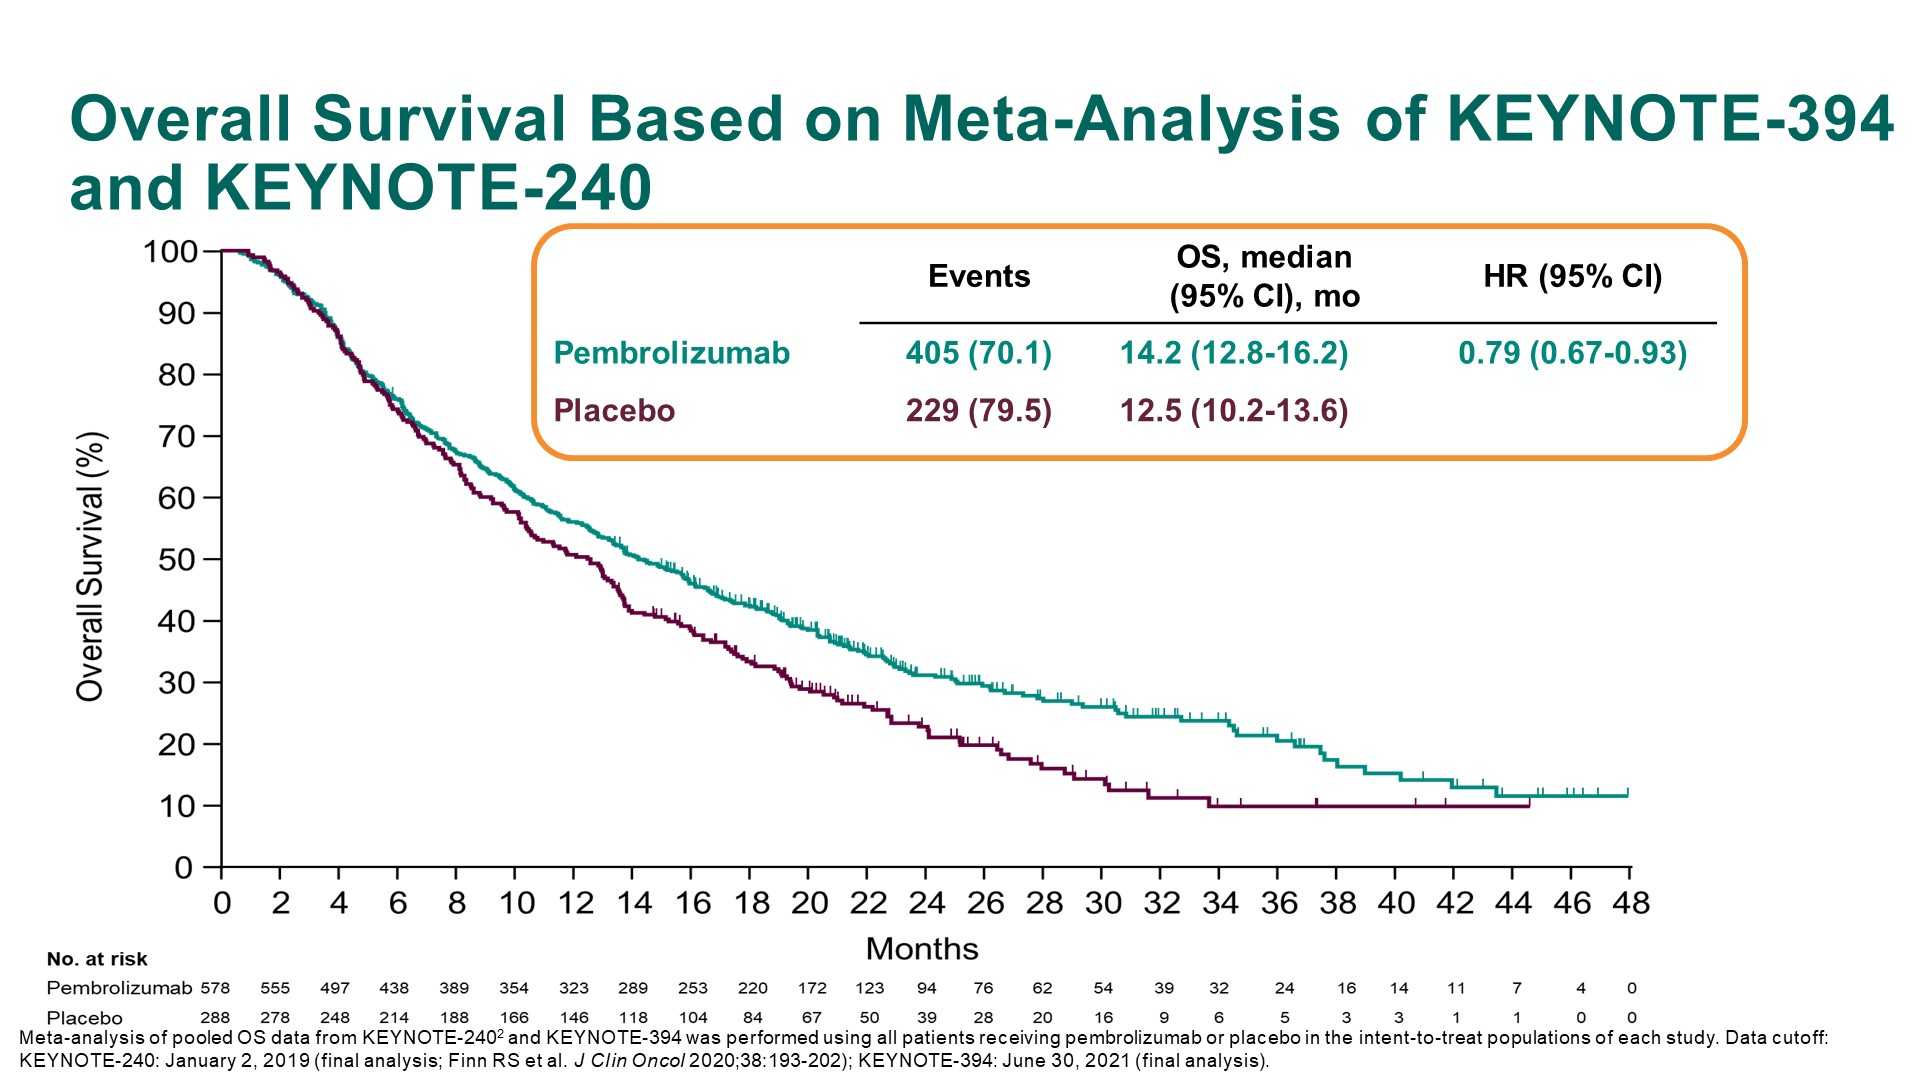 Overall Survival Based on Meta-Analysis of KEYNOTE-394
and KEYNOTE-240
Events OS, median (95% CI), mo HR (95% CI)
Pembrolizumab 405 (70.1) 14.2 (12.8-16.2) 0.79 (0.67-0.93)
Placebo 229 (79.5) 12.5 (10.2-13.6)
Overall Survival (%)
100
90
80
70
60
50
40
30
20
10
0
0 2 4 6 8 10 12 14 16 18 20 22 24 26 28 30 32 34 36 38 40 42 44 46 48
Months
No. at risk
Pembrolizumab 578 555 497 438 389 354 323 289 253 220 172 123 94 76 62 54 39 32 24 16 14 11 7 4 0
Placebo 288 278 248 214 188 166 146 118 104 84 67 50 39 28 20 16 9 6 5 3 3 1 1 0 0
Meta-analysis of pooled OS data from KEYNOTE-240² and KEYNOTE-394 was performed using all patients receiving pembrolizumab or placebo in the intent-to-treat populations of each study. Data cutoff:
KEYNOTE-240: January 2, 2019 (final analysis; Finn RS et al. J Clin Oncol 2020;38:193-202); KEYNOTE-394: June 30, 2021 (final analysis).